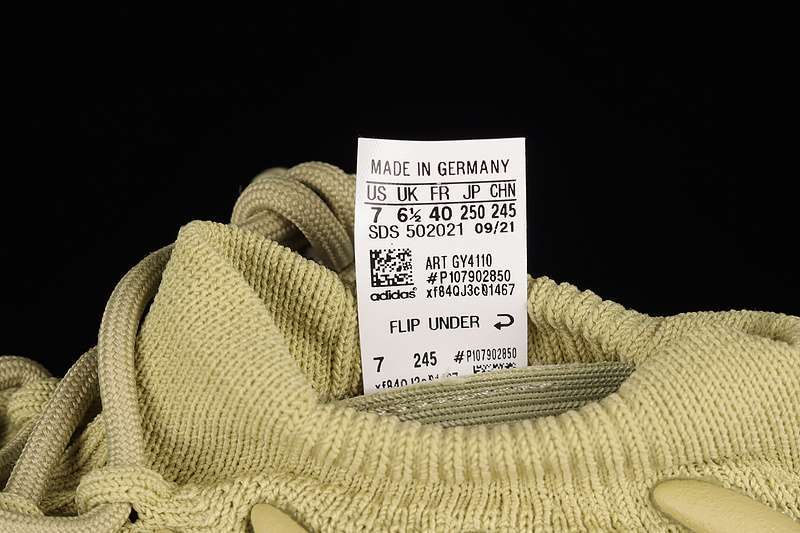 MADE IN GERMANY
US UK FR JP CHN
7 6½ 40 250 245
SDS 502021 09/21
ART GY4110
#P107902850
adidas xf84QJ3c01467
FLIP UNDER
7 245 #P107902850